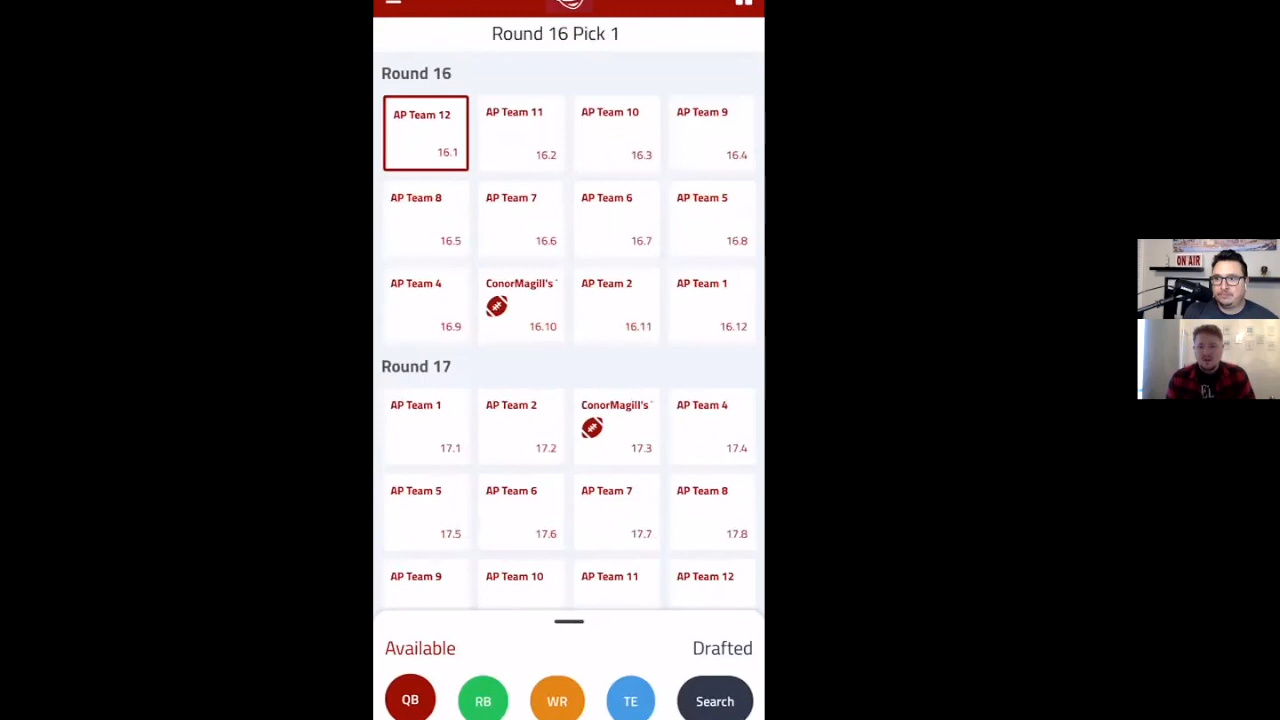 Round 16 Pick 1
Round 16
AP Team 12 AP Team 11 AP Team 10 AP Team 9
16.1 16.2 16.3 16.4
AP Team 8 AP Team 7 AP Team 6 AP Team 5
16.5 16.6 16.7 16.8
AP Team 4 ConorMagill's AP Team 2 AP Team 1
16.9 16.10 16.11 16.12
Round 17
AP Team 1 AP Team 2 ConorMagill's AP Team 4
17.1 17.2 17.3 17.4
AP Team 5 AP Team 6 AP Team 7 AP Team 8
17.5 17.6 17.7 17.8
AP Team 9 AP Team 10 AP Team 11 AP Team 12
Available Drafted
QB RB WR TE Search
ON AIR